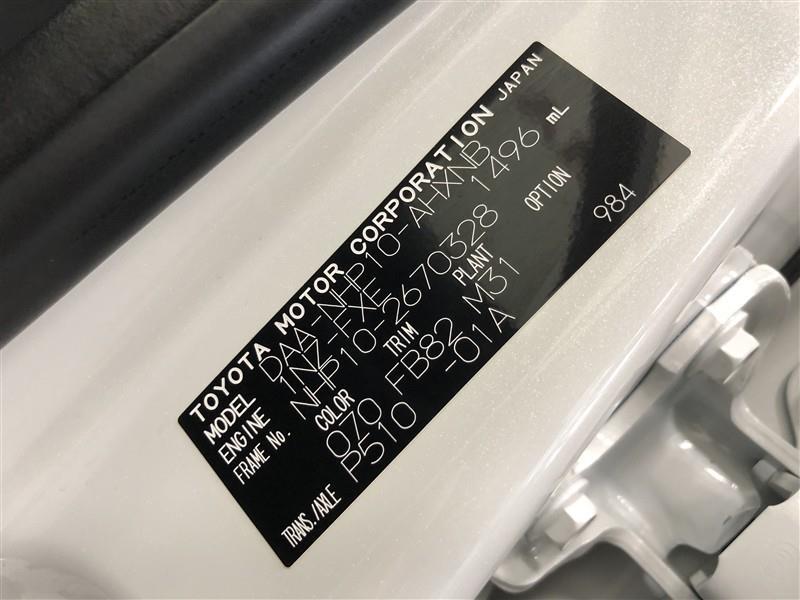 TOYOTA MOTOR CORPORATION JAPAN
MODEL DAA-NHP10-AHXNB
ENGINE 1NZ-FXE 1496 mL
FRAME No. NHP10-2670328
COLOR TRIM PLANT OPTION
070 FB82 M31 984
TRANS./AXLE P510 -01A